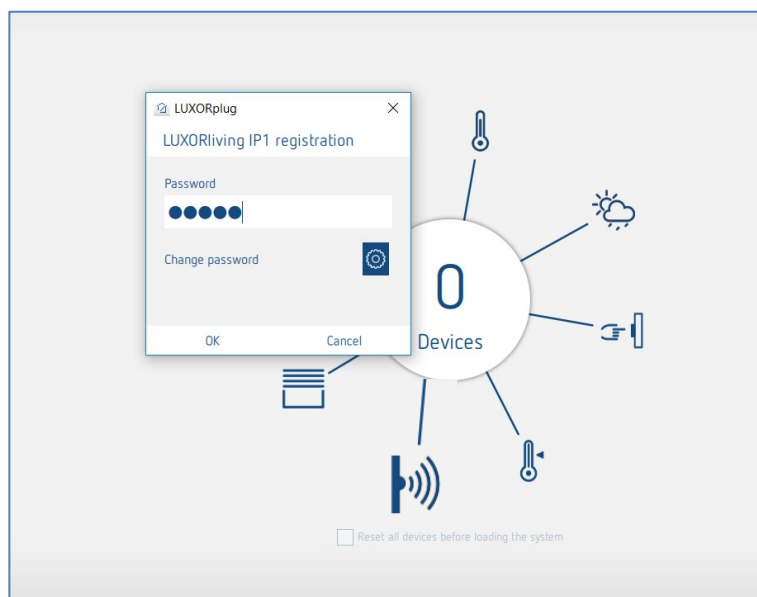 LUXORplug
LUXORliving IP1 registration
Password
Change password
OK Cancel
0
Devices
Reset all devices before loading the system